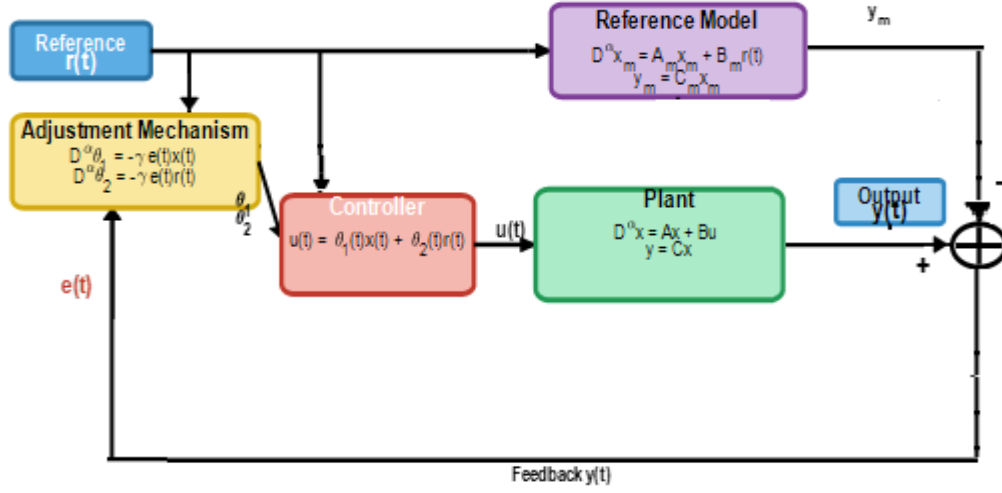 Reference
r(t)
Reference Model
D^α x_m = A_m x_m + B_m r(t)
y_m = C_m x_m
y_m
Adjustment Mechanism
D^α θ_1 = -γ e(t)x(t)
D^α θ_2 = -γ e(t)r(t)
θ_1
θ_2
Controller
u(t) = θ_1(t)x(t) + θ_2(t)r(t)
u(t)
Plant
D^α x = Ax + Bu
y = Cx
Output
y(t)
-
+
e(t)
Feedback y(t)